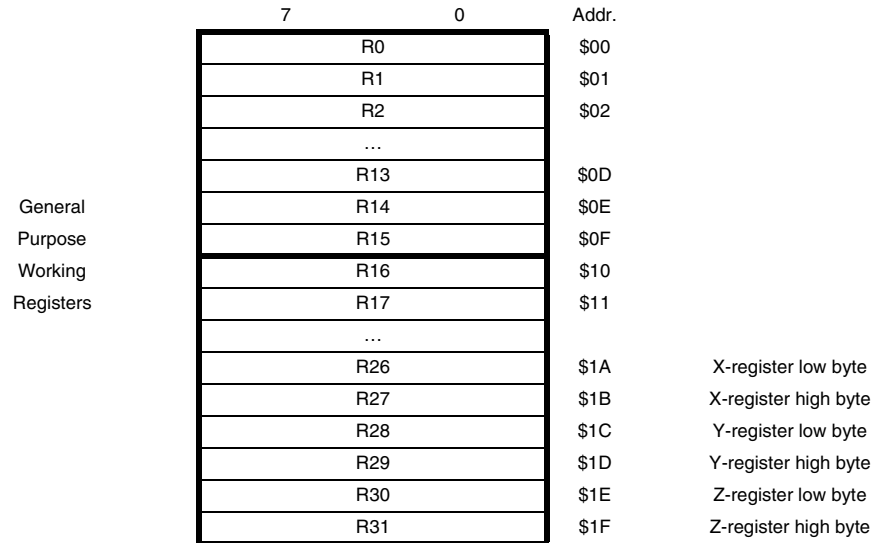 7 0 Addr.
R0 $00
R1 $01
R2 $02
…
R13 $0D
General R14 $0E
Purpose R15 $0F
Working R16 $10
Registers R17 $11
…
R26 $1A X-register low byte
R27 $1B X-register high byte
R28 $1C Y-register low byte
R29 $1D Y-register high byte
R30 $1E Z-register low byte
R31 $1F Z-register high byte